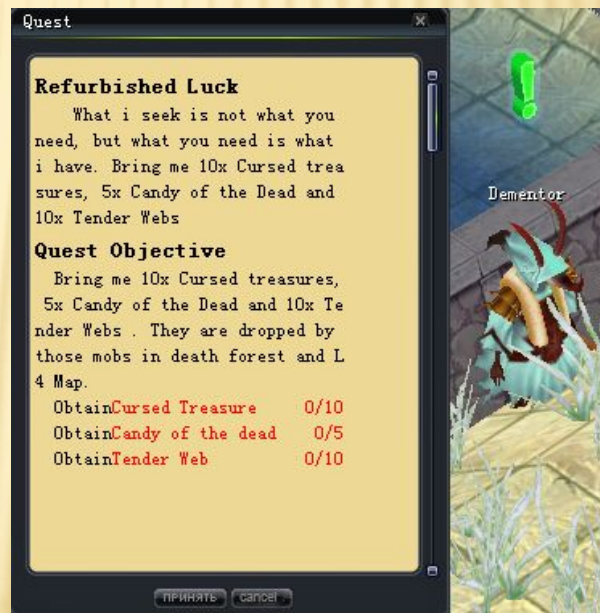 Quest
Refurbished Luck
What i seek is not what you
need, but what you need is what
i have. Bring me 10x Cursed trea
sures, 5x Candy of the Dead and
10x Tender Webs
Quest Objective
Bring me 10x Cursed treasures,
5x Candy of the Dead and 10x Te
nder Webs . They are dropped by
those mobs in death forest and L
4 Map.
ObtainCursed Treasure 0/10
ObtainCandy of the dead 0/5
ObtainTender Web 0/10
принять cancel
Dementor